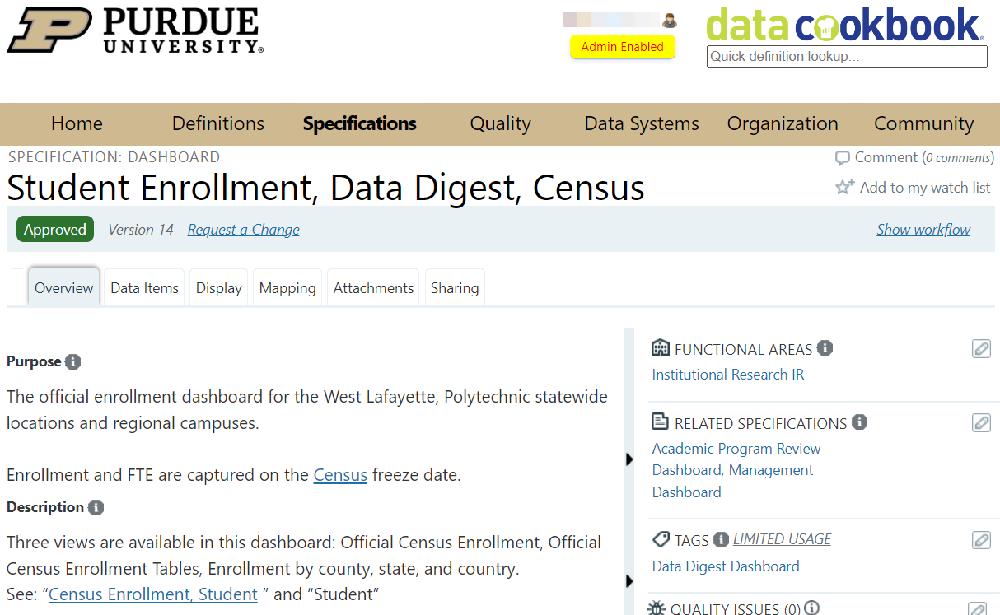 PURDUE
UNIVERSITY®
Admin Enabled
data cookbook®
Quick definition lookup...
Home Definitions Specifications Quality Data Systems Organization Community
SPECIFICATION: DASHBOARD
Comment (0 comments)
Student Enrollment, Data Digest, Census
Add to my watch list
Approved Version 14 Request a Change Show workflow
Overview Data Items Display Mapping Attachments Sharing
Purpose
The official enrollment dashboard for the West Lafayette, Polytechnic statewide
locations and regional campuses.
Enrollment and FTE are captured on the Census freeze date.
Description
Three views are available in this dashboard: Official Census Enrollment, Official
Census Enrollment Tables, Enrollment by county, state, and country.
See: “Census Enrollment, Student ” and “Student”
FUNCTIONAL AREAS
Institutional Research IR
RELATED SPECIFICATIONS
Academic Program Review
Dashboard, Management
Dashboard
TAGS LIMITED USAGE
Data Digest Dashboard
QUALITY ISSUES (0)